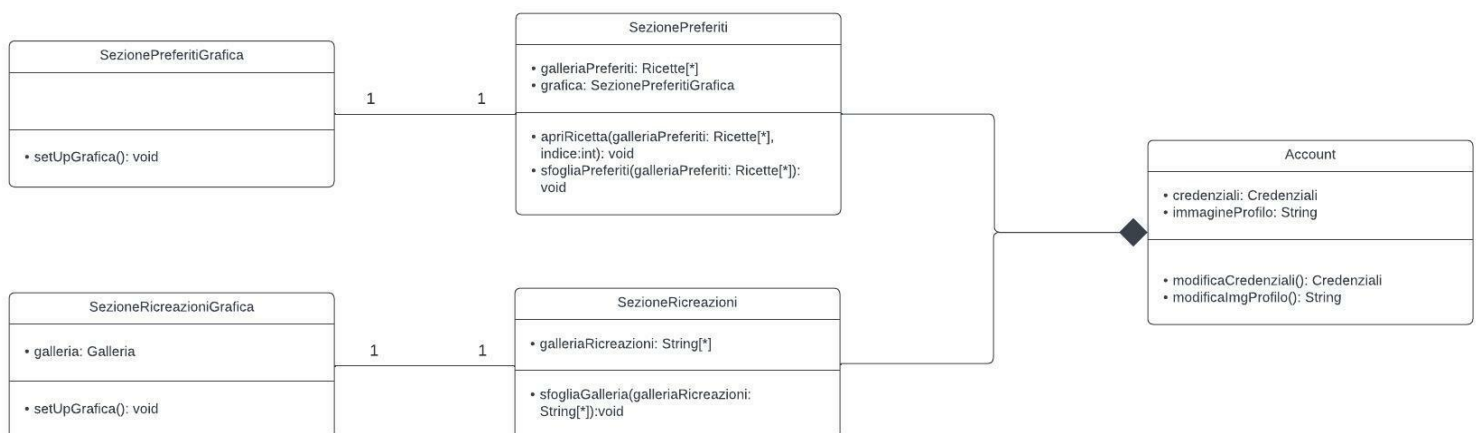 SezionePreferitiGrafica
• setUpGrafica(): void
1
1
SezionePreferiti
• galleriaPreferiti: Ricette[*]
• grafica: SezionePreferitiGrafica
• apriRicetta(galleriaPreferiti: Ricette[*],
indice:int): void
• sfogliaPreferiti(galleriaPreferiti: Ricette[*]):
void
Account
• credenziali: Credenziali
• immagineProfilo: String
• modificaCredenziali(): Credenziali
• modificaImgProfilo(): String
SezioneRicreazioniGrafica
• galleria: Galleria
• setUpGrafica(): void
1
1
SezioneRicreazioni
• galleriaRicreazioni: String[*]
• sfogliaGalleria(galleriaRicreazioni:
String[*]):void